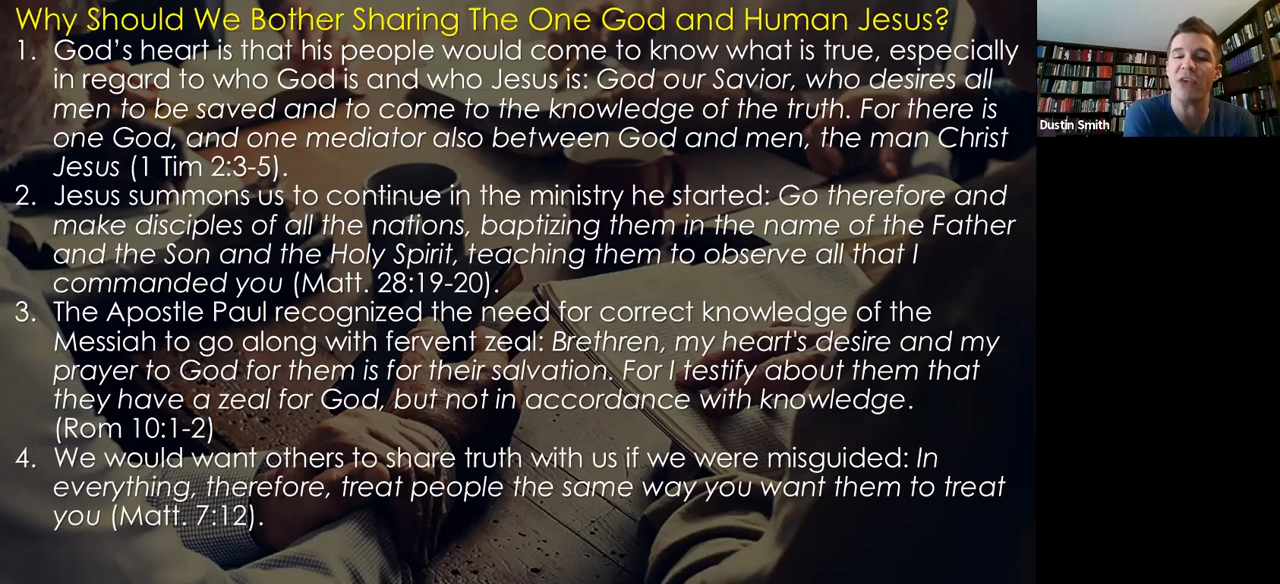 Why Should We Bother Sharing The One God and Human Jesus?
1. God's heart is that his people would come to know what is true, especially
in regard to who God is and who Jesus is: God our Savior, who desires all
men to be saved and to come to the knowledge of the truth. For there is
one God, and one mediator also between God and men, the man Christ
Jesus (1 Tim 2:3-5).
2. Jesus summons us to continue in the ministry he started: Go therefore and
make disciples of all the nations, baptizing them in the name of the Father
and the Son and the Holy Spirit, teaching them to observe all that I
commanded you (Matt. 28:19-20).
3. The Apostle Paul recognized the need for correct knowledge of the
Messiah to go along with fervent zeal: Brethren, my heart's desire and my
prayer to God for them is for their salvation. For I testify about them that
they have a zeal for God, but not in accordance with knowledge.
(Rom 10:1-2)
4. We would want others to share truth with us if we were misguided: In
everything, therefore, treat people the same way you want them to treat
you (Matt. 7:12).
Dustin Smith